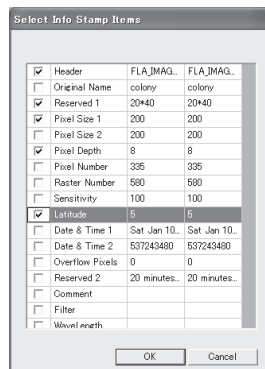 Select Info Stamp Items
Header FLA_IMAG... FLA_IMAG...
Original Name colony colony
Reserved 1 20*40 20*40
Pixel Size 1 200 200
Pixel Size 2 200 200
Pixel Depth 8 8
Pixel Number 335 335
Raster Number 580 580
Sensitivity 100 100
Latitude 5 5
Date & Time 1 Sat Jan 10... Sat Jan 10...
Date & Time 2 537243480 537243480
Overflow Pixels 0 0
Reserved 2 20 minutes... 20 minutes...
Comment
Filter
WaveLength
OK Cancel